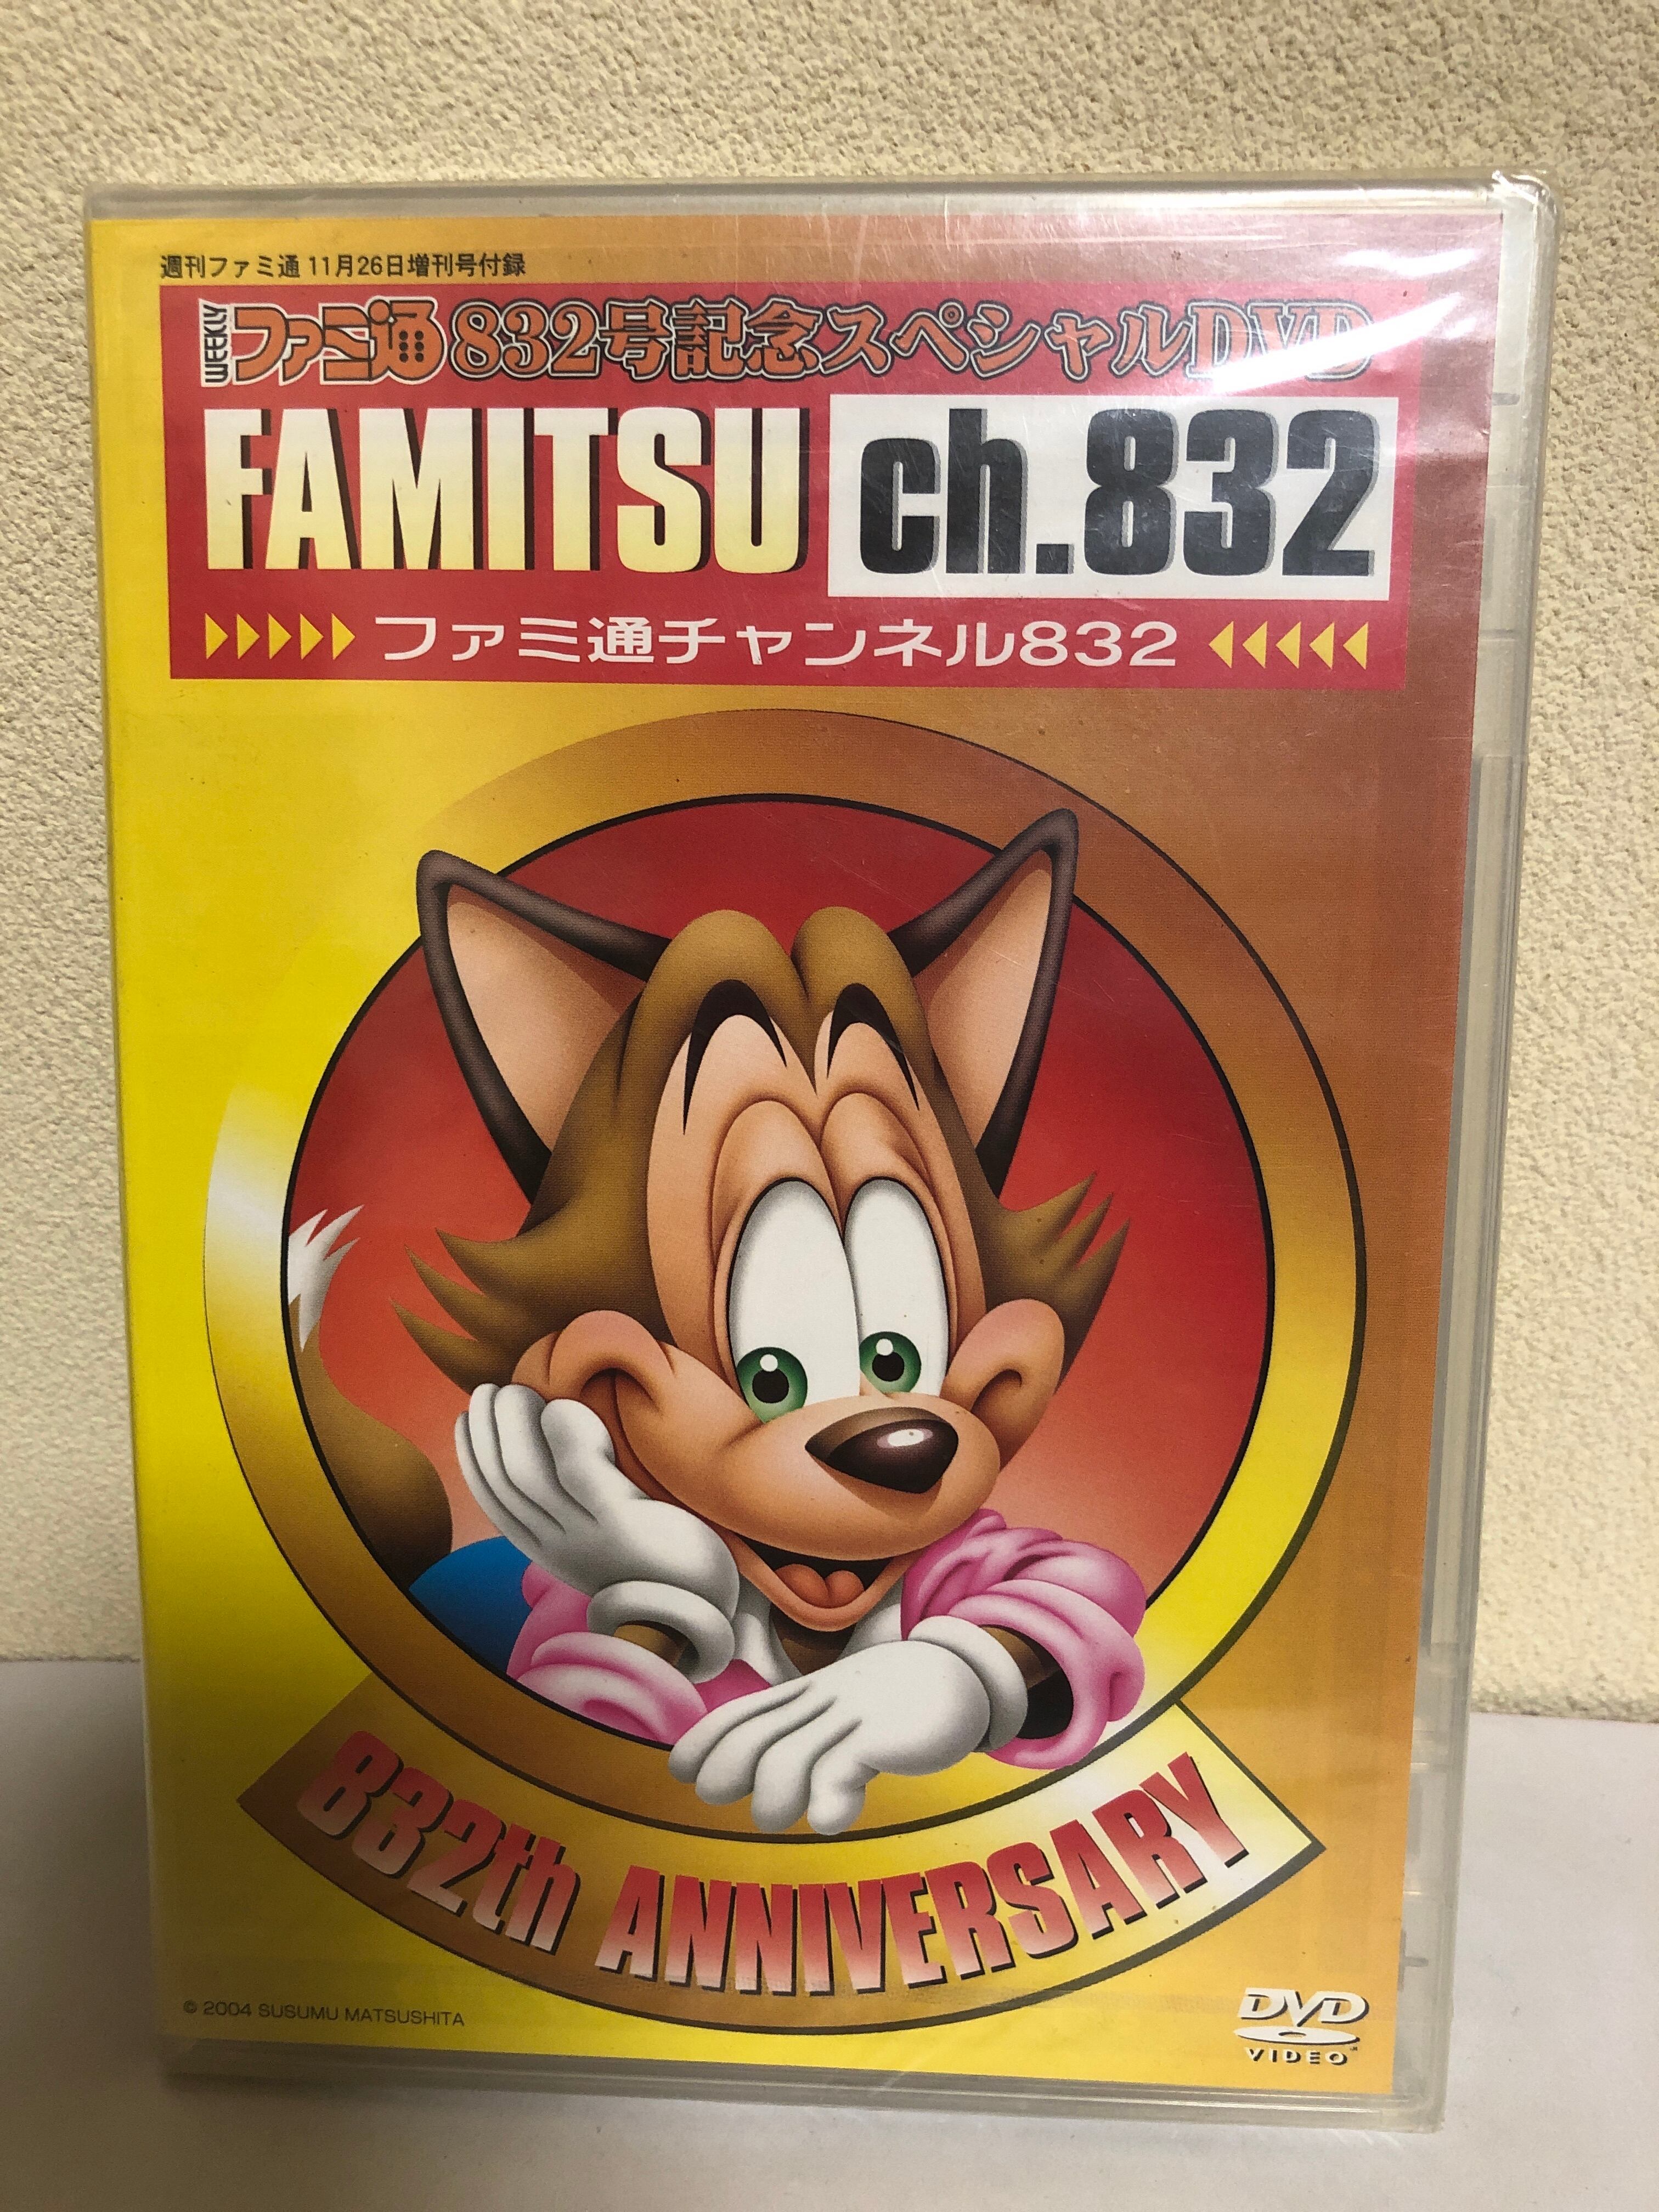 週刊ファミ通 11月26日増刊号付録
WEEKLY ファミ通 832号記念スペシャルDVD
FAMITSU ch.832
ファミ通チャンネル832
832th ANNIVERSARY
© 2004 SUSUMU MATSUSHITA
DVD
VIDEO